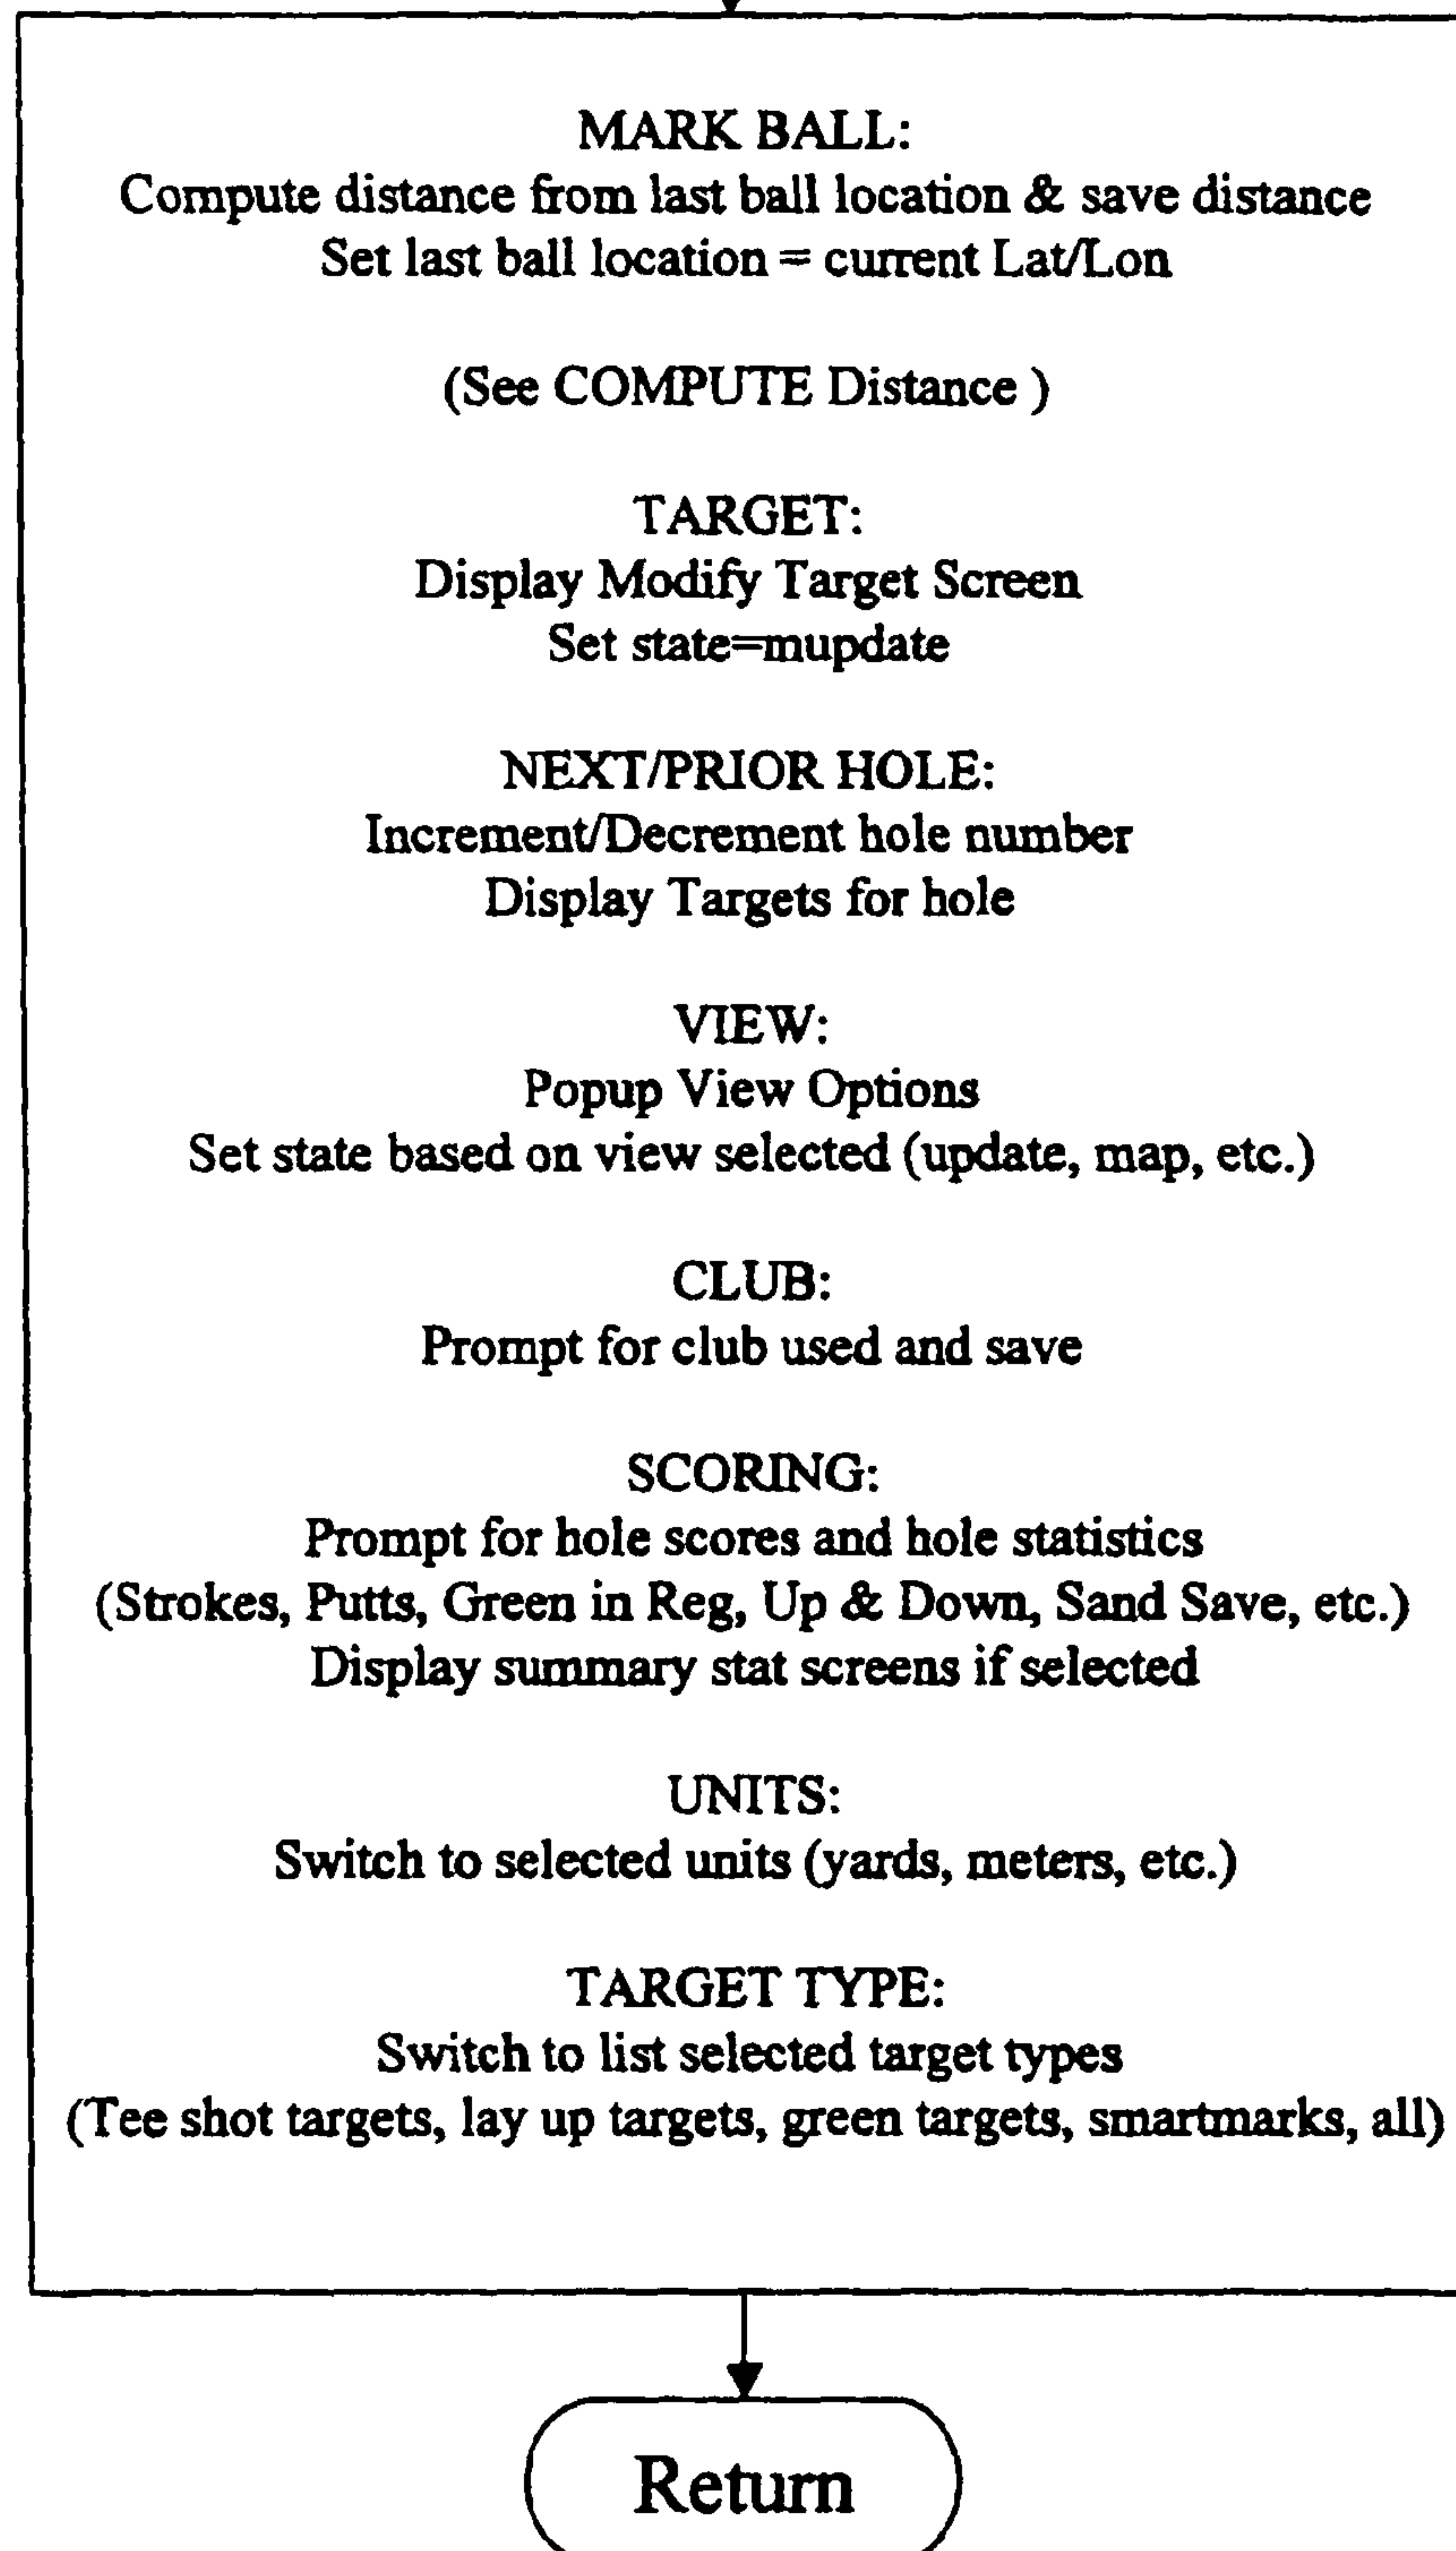 MARK BALL:
Compute distance from last ball location & save distance
Set last ball location = current Lat/Lon
(See COMPUTE Distance )
TARGET:
Display Modify Target Screen
Set state=mupdate
NEXT/PRIOR HOLE:
Increment/Decrement hole number
Display Targets for hole
VIEW:
Popup View Options
Set state based on view selected (update, map, etc.)
CLUB:
Prompt for club used and save
SCORING:
Prompt for hole scores and hole statistics
(Strokes, Putts, Green in Reg, Up & Down, Sand Save, etc.)
Display summary stat screens if selected
UNITS:
Switch to selected units (yards, meters, etc.)
TARGET TYPE:
Switch to list selected target types
(Tee shot targets, lay up targets, green targets, smartmarks, all)
Return